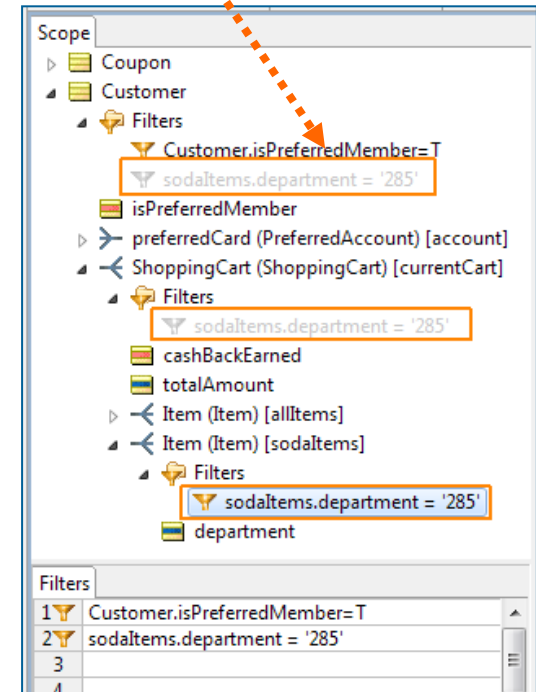 Scope
Coupon
Customer
Filters
Customer.isPreferredMember=T
sodaItems.department = '285'
isPreferredMember
preferredCard (PreferredAccount) [account]
ShoppingCart (ShoppingCart) [currentCart]
Filters
sodaItems.department = '285'
cashBackEarned
totalAmount
Item (Item) [allItems]
Item (Item) [sodaItems]
Filters
sodaItems.department = '285'
department
Filters
1 Customer.isPreferredMember=T
2 sodaItems.department = '285'
3
4